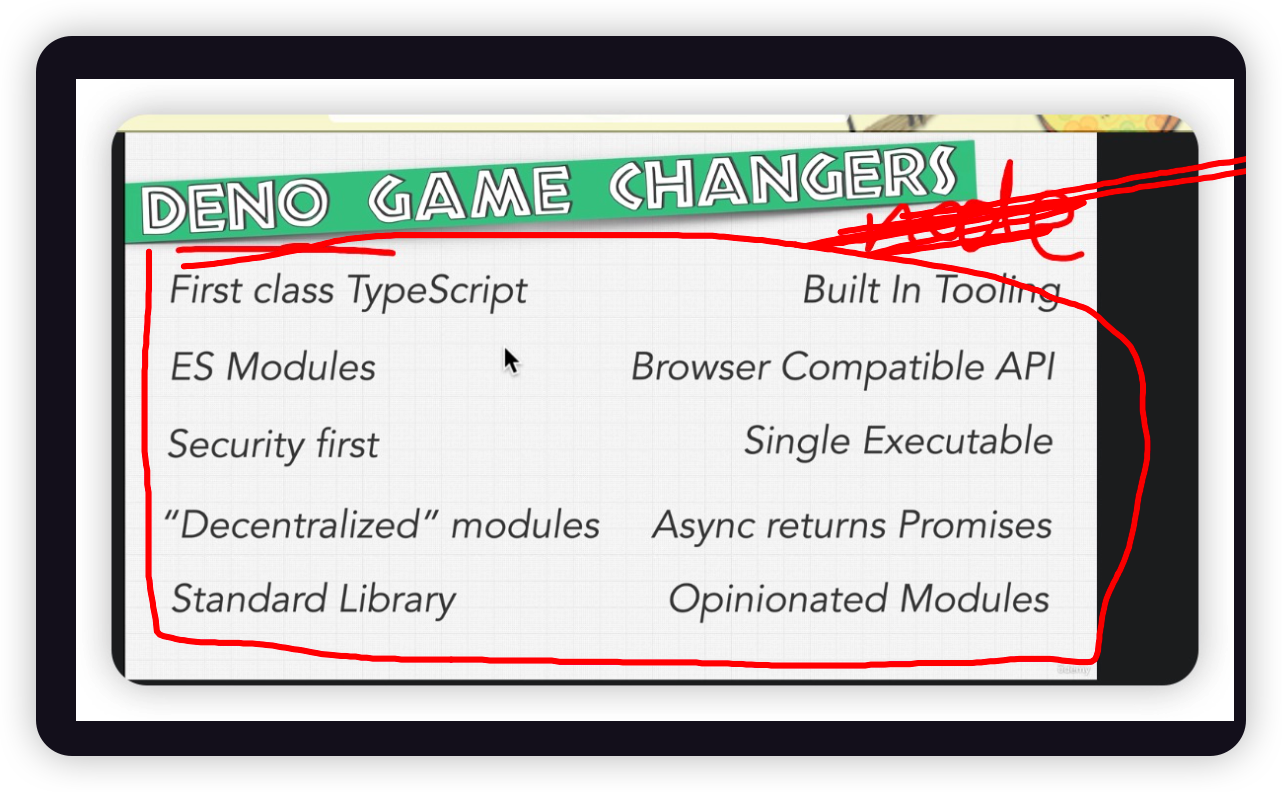 DENO GAME CHANGERS
node
First class TypeScript
Built In Tooling
ES Modules
Browser Compatible API
Security first
Single Executable
“Decentralized” modules
Async returns Promises
Standard Library
Opinionated Modules